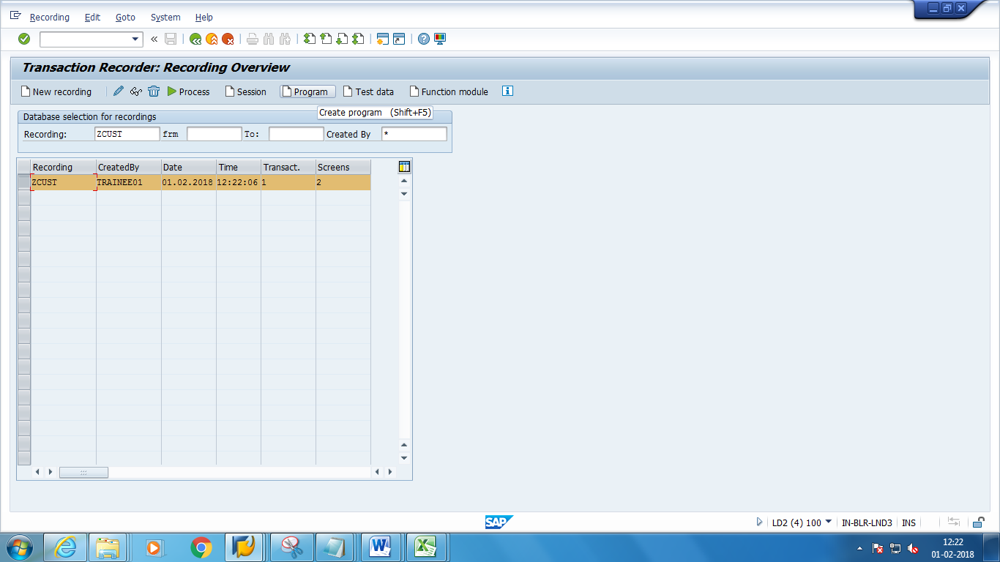 Recording Edit Goto System Help
Transaction Recorder: Recording Overview
New recording Process Session Program Test data Function module
Create program (Shift+F5)
Database selection for recordings
Recording: ZCUST frm To: Created By *
Recording CreatedBy Date Time Transact. Screens
ZCUST TRAINEE01 01.02.2018 12:22:06 1 2
SAP LD2 (4) 100 IN-BLR-LND3 INS
12:22
01-02-2018